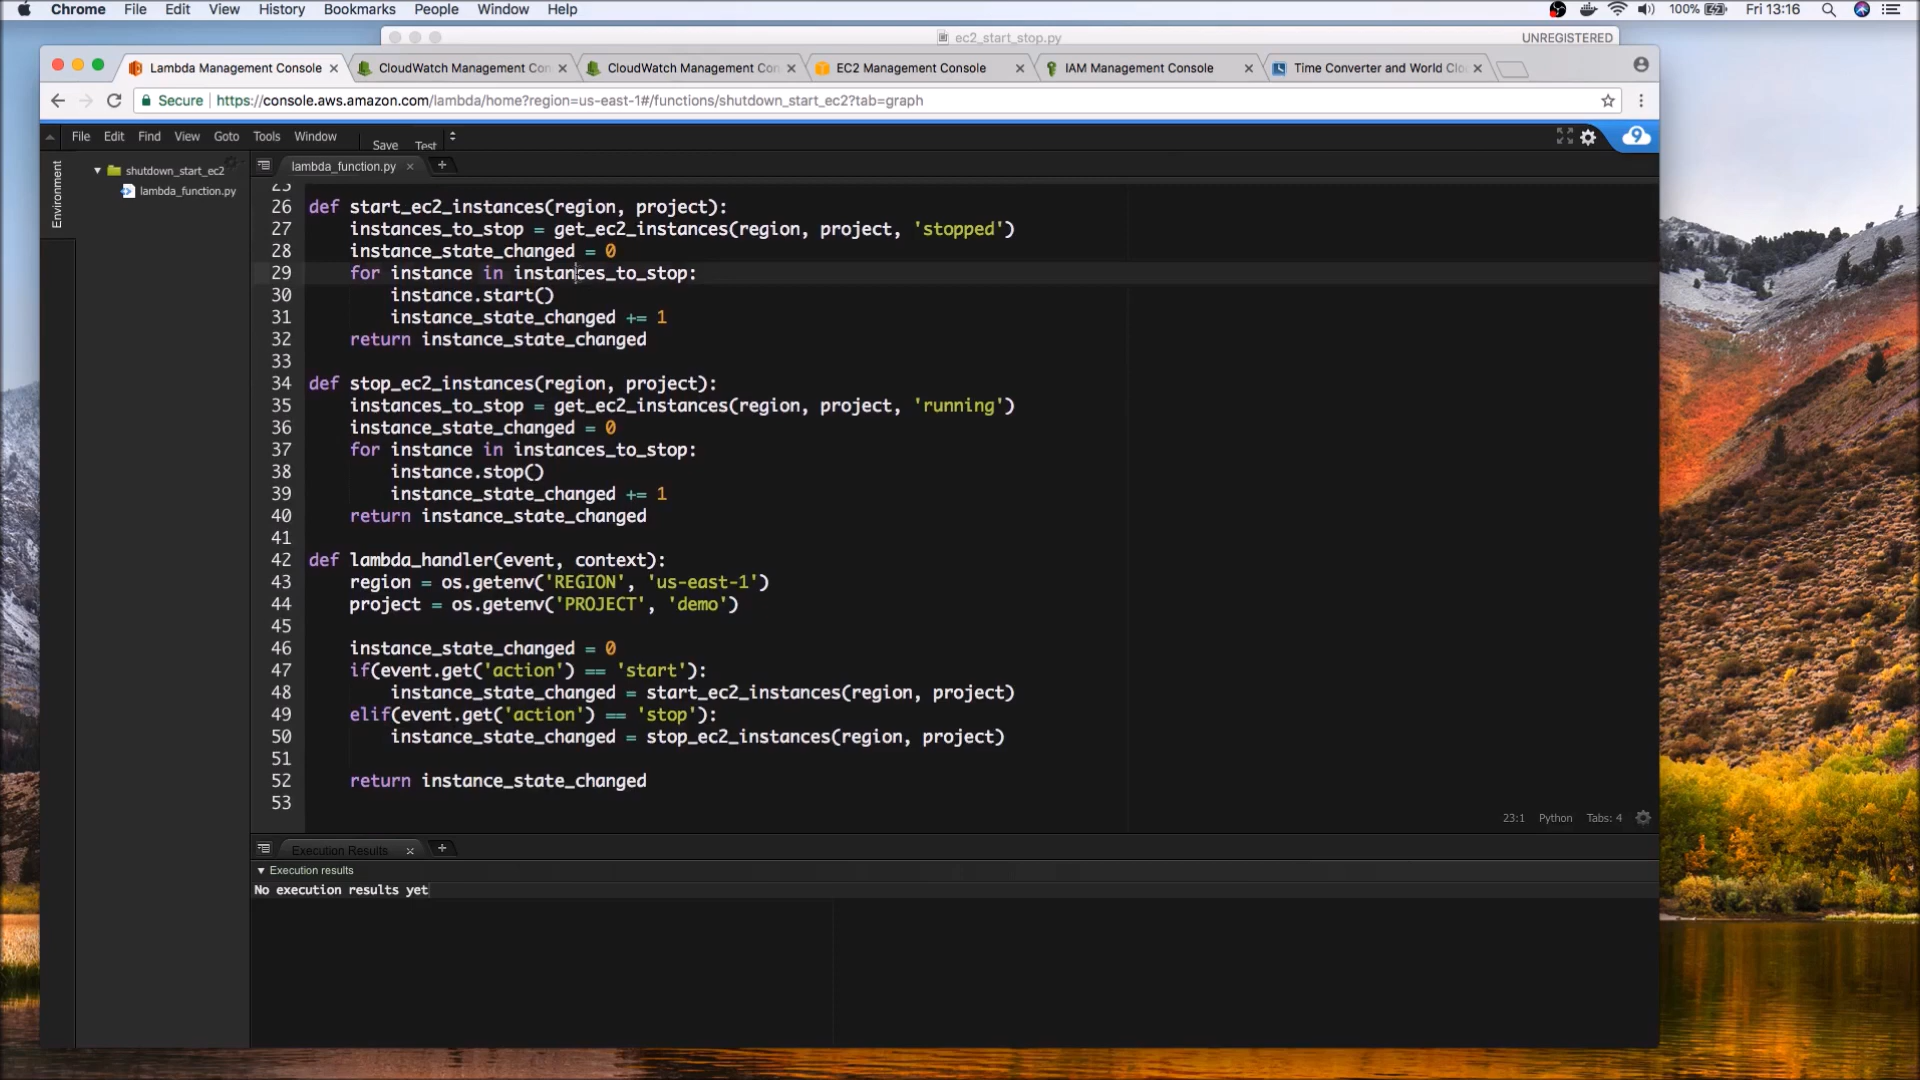 Chrome File Edit View History Bookmarks People Window Help 100% Fri 13:16
ec2_start_stop.py UNREGISTERED
Lambda Management Console CloudWatch Management Con CloudWatch Management Con EC2 Management Console IAM Management Console Time Converter and World Clo
Secure https://console.aws.amazon.com/lambda/home?region=us-east-1#/functions/shutdown_start_ec2?tab=graph
File Edit Find View Goto Tools Window Save Test
Environment
shutdown_start_ec2
lambda_function.py
lambda_function.py
25
26 def start_ec2_instances(region, project):
27 instances_to_stop = get_ec2_instances(region, project, 'stopped')
28 instance_state_changed = 0
29 for instance in instances_to_stop:
30 instance.start()
31 instance_state_changed += 1
32 return instance_state_changed
33
34 def stop_ec2_instances(region, project):
35 instances_to_stop = get_ec2_instances(region, project, 'running')
36 instance_state_changed = 0
37 for instance in instances_to_stop:
38 instance.stop()
39 instance_state_changed += 1
40 return instance_state_changed
41
42 def lambda_handler(event, context):
43 region = os.getenv('REGION', 'us-east-1')
44 project = os.getenv('PROJECT', 'demo')
45
46 instance_state_changed = 0
47 if(event.get('action') == 'start'):
48 instance_state_changed = start_ec2_instances(region, project)
49 elif(event.get('action') == 'stop'):
50 instance_state_changed = stop_ec2_instances(region, project)
51
52 return instance_state_changed
53
23:1 Python Tabs: 4
Execution Results
Execution results
No execution results yet